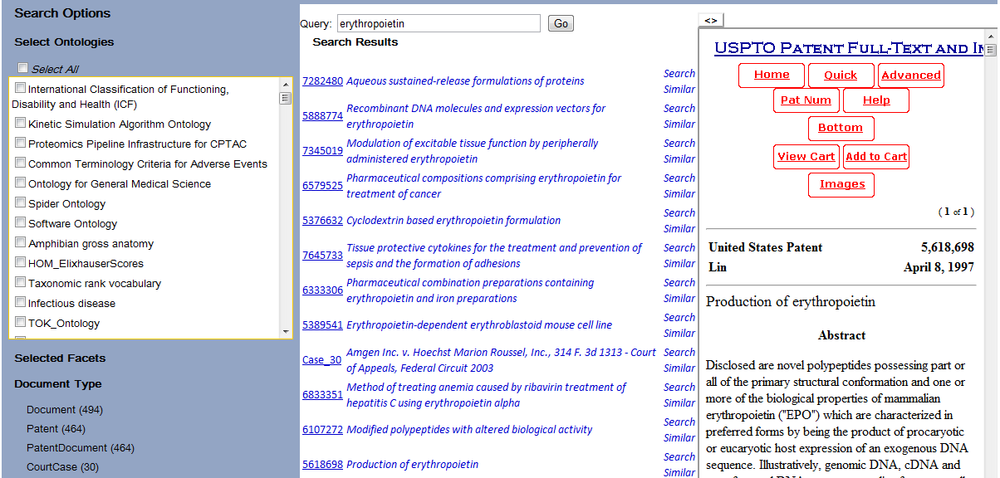 Search Options
Select Ontologies
Select All
International Classification of Functioning,
Disability and Health (ICF)
Kinetic Simulation Algorithm Ontology
Proteomics Pipeline Infrastructure for CPTAC
Common Terminology Criteria for Adverse Events
Ontology for General Medical Science
Spider Ontology
Software Ontology
Amphibian gross anatomy
HOM_ElixhauserScores
Taxonomic rank vocabulary
Infectious disease
TOK_Ontology
Selected Facets
Document Type
Document (494)
Patent (464)
PatentDocument (464)
CourtCase (30)
Query: erythropoietin Go
Search Results
7282480 Aqueous sustained-release formulations of proteins Search
Similar
5888774 Recombinant DNA molecules and expression vectors for Search
erythropoietin Similar
7345019 Modulation of excitable tissue function by peripherally Search
administered erythropoietin Similar
6579525 Pharmaceutical compositions comprising erythropoietin for Search
treatment of cancer Similar
5376632 Cyclodextrin based erythropoietin formulation Search
Similar
7645733 Tissue protective cytokines for the treatment and prevention of Search
sepsis and the formation of adhesions Similar
6333306 Pharmaceutical combination preparations containing Search
erythropoietin and iron preparations Similar
5389541 Erythropoietin-dependent erythroblastoid mouse cell line Search
Similar
Case_30 Amgen Inc. v. Hoechst Marion Roussel, Inc., 314 F. 3d 1313 - Court Search
of Appeals, Federal Circuit 2003 Similar
6833351 Method of treating anemia caused by ribavirin treatment of Search
hepatitis C using erythropoietin alpha Similar
6107272 Modified polypeptides with altered biological activity Search
Similar
5618698 Production of erythropoietin Search
Similar
<>
USPTO PATENT FULL-TEXT AND I
Home Quick Advanced
Pat Num Help
Bottom
View Cart Add to Cart
Images
( 1 of 1 )
United States Patent 5,618,698
Lin April 8, 1997
Production of erythropoietin
Abstract
Disclosed are novel polypeptides possessing part or
all of the primary structural conformation and one or
more of the biological properties of mammalian
erythropoietin ("EPO") which are characterized in
preferred forms by being the product of procaryotic
or eucaryotic host expression of an exogenous DNA
sequence. Illustratively, genomic DNA, cDNA and